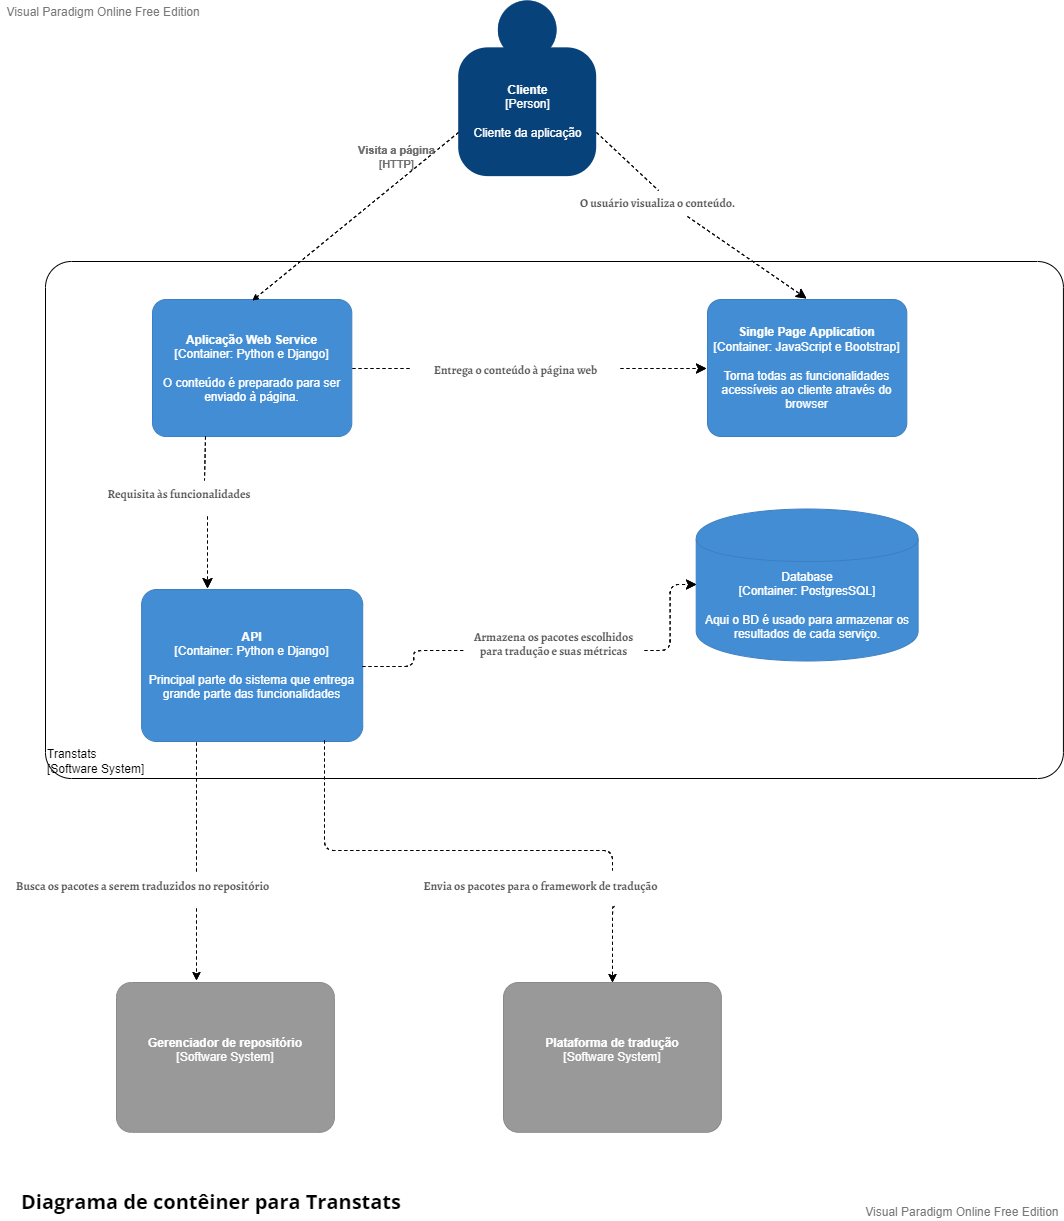 Visual Paradigm Online Free Edition
Cliente
[Person]
Cliente da aplicação
Visita a página
[HTTP]
O usuário visualiza o conteúdo.
Aplicação Web Service
[Container: Python e Django]
O conteúdo é preparado para ser
enviado à página.
Entrega o conteúdo à página web
Single Page Application
[Container: JavaScript e Bootstrap]
Torna todas as funcionalidades
acessíveis ao cliente através do
browser
Requisita às funcionalidades
API
[Container: Python e Django]
Principal parte do sistema que entrega
grande parte das funcionalidades
Armazena os pacotes escolhidos
para tradução e suas métricas
Database
[Container: PostgresSQL]
Aqui o BD é usado para armazenar os
resultados de cada serviço.
Transtats
[Software System]
Busca os pacotes a serem traduzidos no repositório
Envia os pacotes para o framework de tradução
Gerenciador de repositório
[Software System]
Plataforma de tradução
[Software System]
Diagrama de contêiner para Transtats
Visual Paradigm Online Free Edition